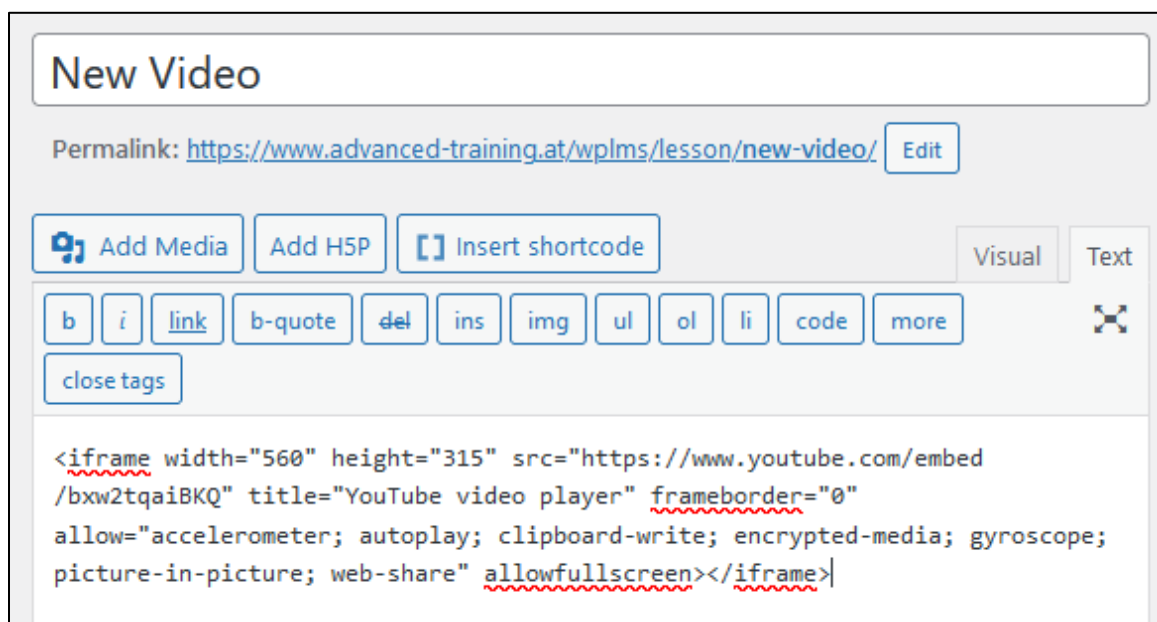 New Video
Permalink: https://www.advanced-training.at/wplms/lesson/new-video/ Edit
Add Media Add H5P [] Insert shortcode Visual Text
b i link b-quote del ins img ul ol li code more
close tags
<iframe width="560" height="315" src="https://www.youtube.com/embed
/bxw2tqaiBKQ" title="YouTube video player" frameborder="0"
allow="accelerometer; autoplay; clipboard-write; encrypted-media; gyroscope;
picture-in-picture; web-share" allowfullscreen></iframe>